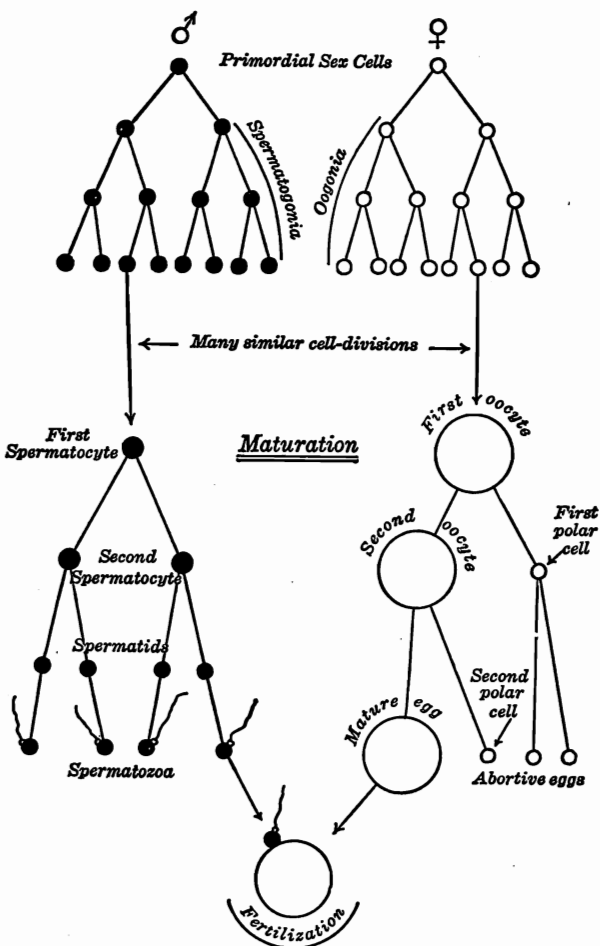 ♂
♀
Primordial Sex Cells
Spermatogonia
Oogonia
Many similar cell-divisions
First
Spermatocyte
Maturation
First oocyte
Second
Spermatocyte
Second oocyte
First
polar
cell
Spermatids
Second
polar
cell
Mature egg
Spermatozoa
Abortive eggs
Fertilization